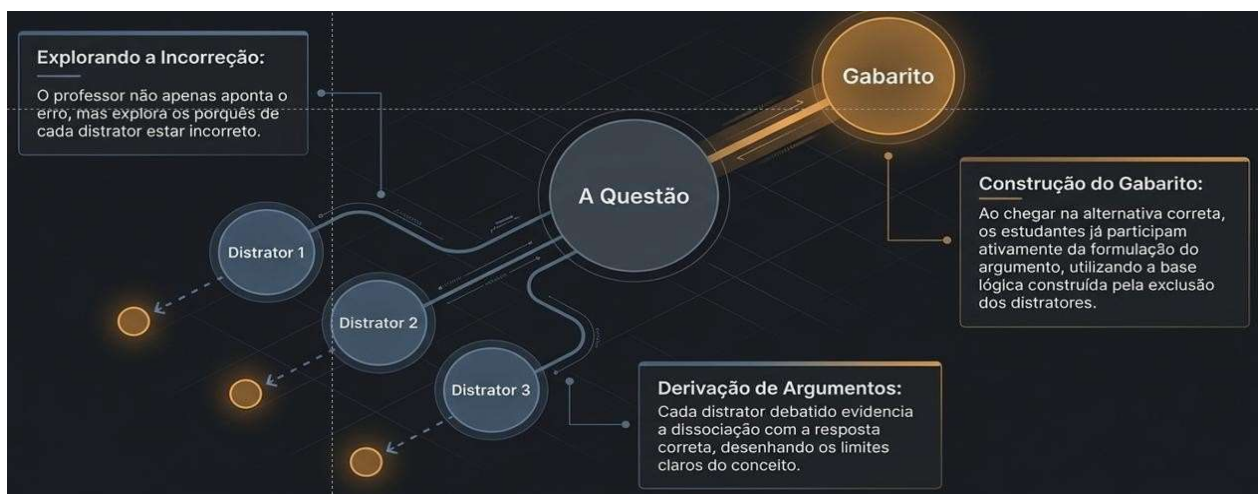 Explorando a Incorreção:
O professor não apenas aponta o
erro, mas explora os porquês de
cada distrator estar incorreto.
Gabarito
A Questão
Construção do Gabarito:
Ao chegar na alternativa correta,
os estudantes já participam
ativamente da formulação do
argumento, utilizando a base
lógica construída pela exclusão
dos distratores.
Distrator 1
Distrator 2
Distrator 3
Derivação de Argumentos:
Cada distrator debatido evidencia
a dissociação com a resposta
correta, desenhando os limites
claros do conceito.